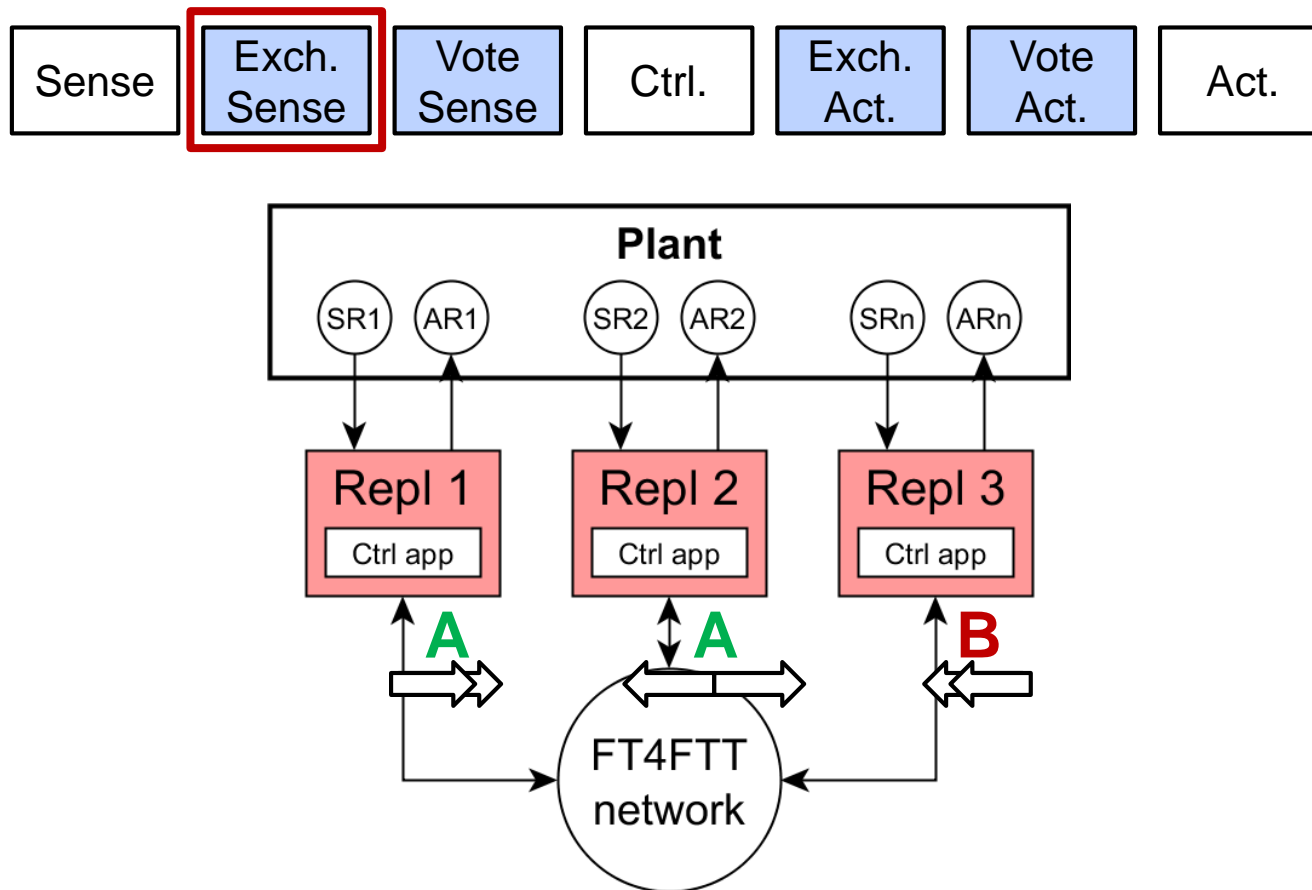 Sense
Exch.
Sense
Vote
Sense
Ctrl.
Exch.
Act.
Vote
Act.
Act.
Plant
SR1
AR1
SR2
AR2
SRn
ARn
Repl 1
Repl 2
Repl 3
Ctrl app
Ctrl app
Ctrl app
A
A
B
FT4FTT
network